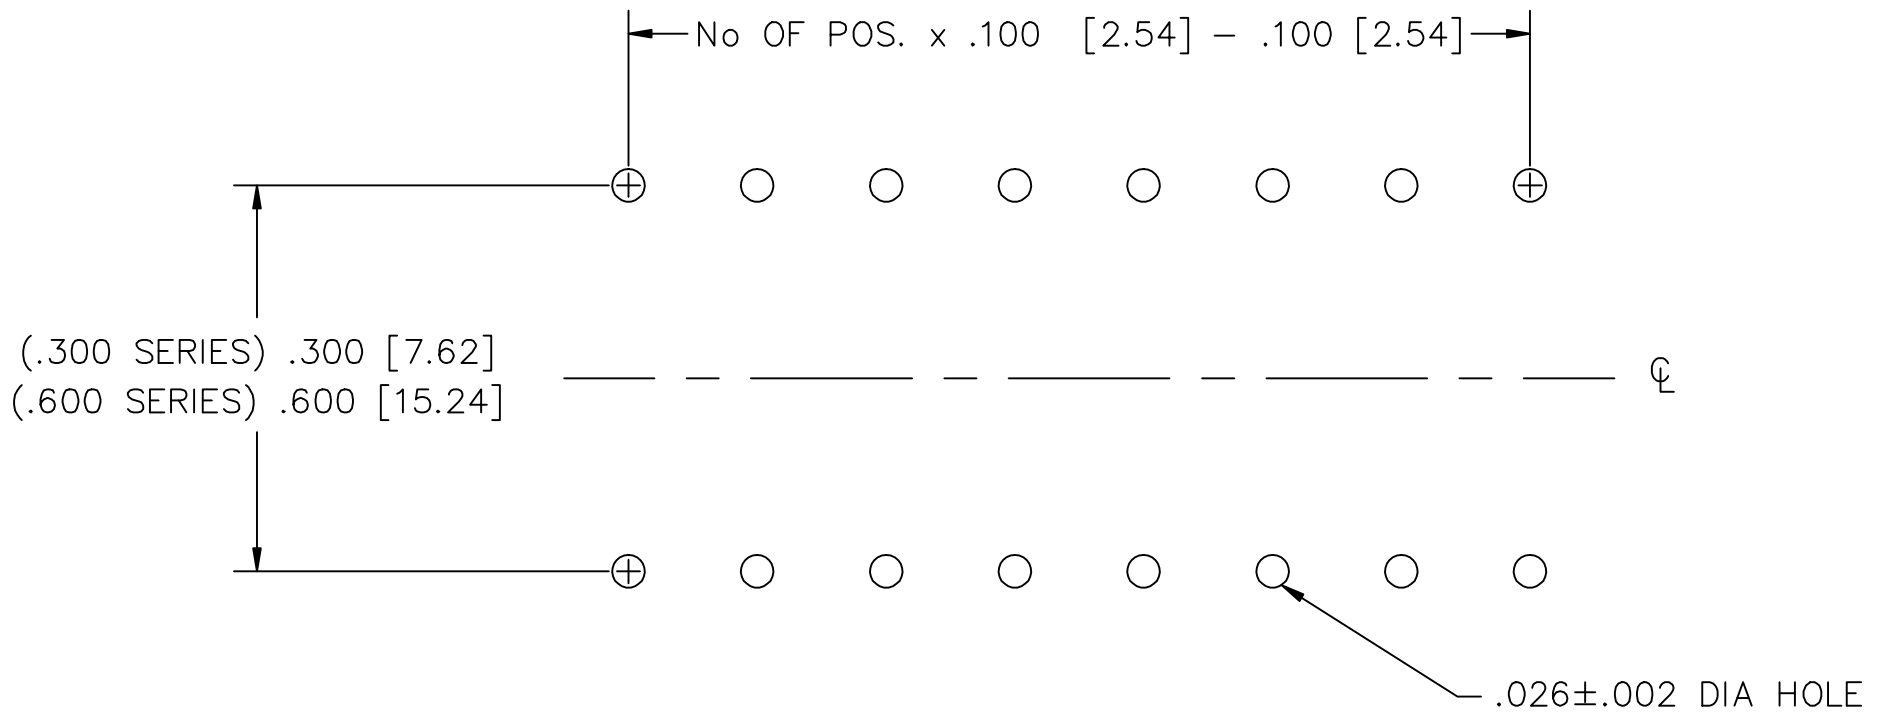 No OF POS. x .100 [2.54] - .100 [2.54]
(.300 SERIES) .300 [7.62]
(.600 SERIES) .600 [15.24]
℄
.026±.002 DIA HOLE